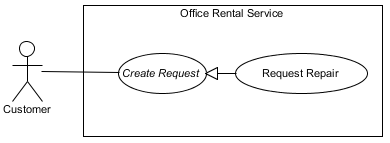 Office Rental Service
Create Request
Request Repair
Customer